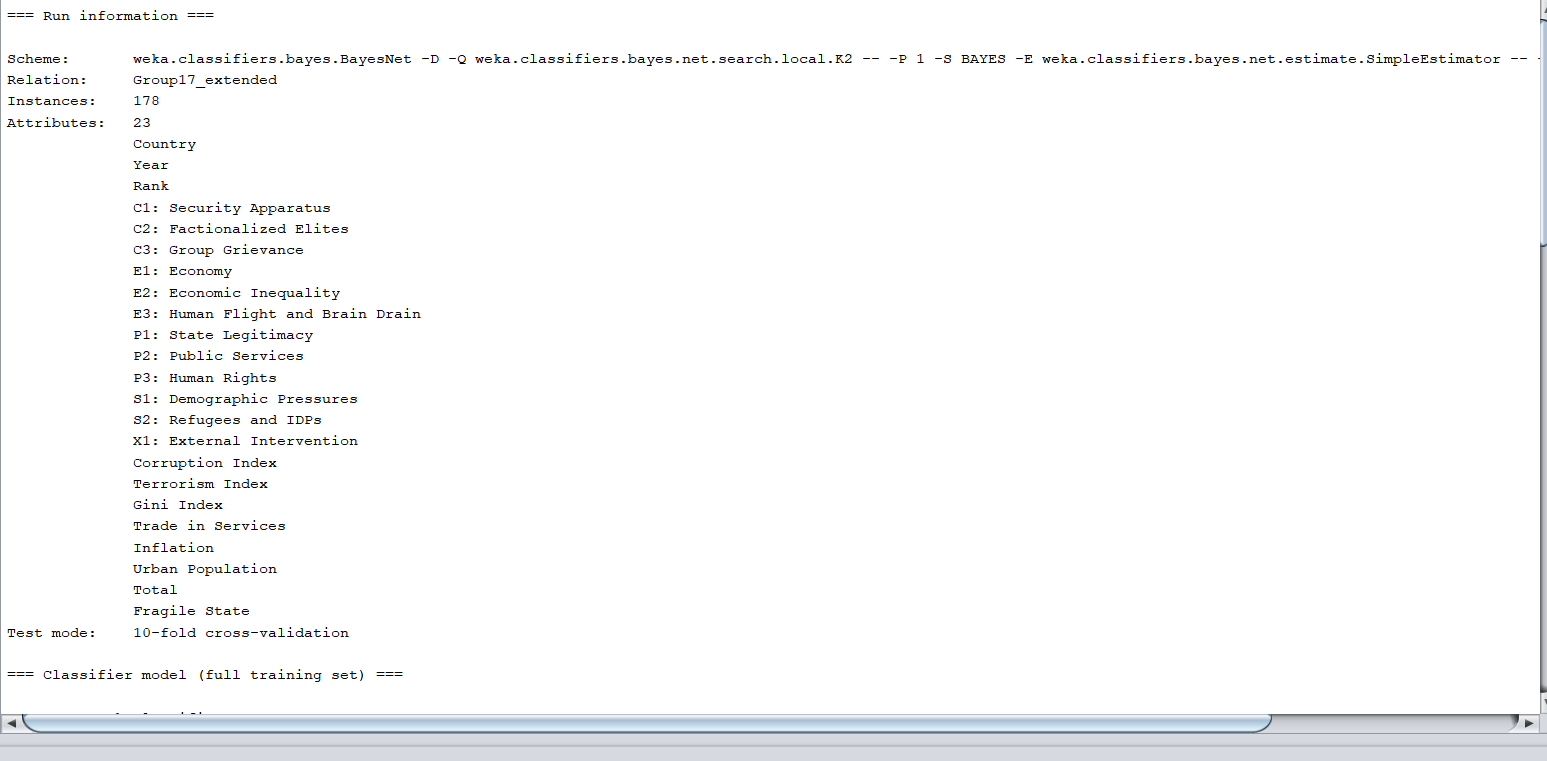 === Run information ===
Scheme: weka.classifiers.bayes.BayesNet -D -Q weka.classifiers.bayes.net.search.local.K2 -- -P 1 -S BAYES -E weka.classifiers.bayes.net.estimate.SimpleEstimator --
Relation: Group17_extended
Instances: 178
Attributes: 23
Country
Year
Rank
C1: Security Apparatus
C2: Factionalized Elites
C3: Group Grievance
E1: Economy
E2: Economic Inequality
E3: Human Flight and Brain Drain
P1: State Legitimacy
P2: Public Services
P3: Human Rights
S1: Demographic Pressures
S2: Refugees and IDPs
X1: External Intervention
Corruption Index
Terrorism Index
Gini Index
Trade in Services
Inflation
Urban Population
Total
Fragile State
Test mode: 10-fold cross-validation
=== Classifier model (full training set) ===